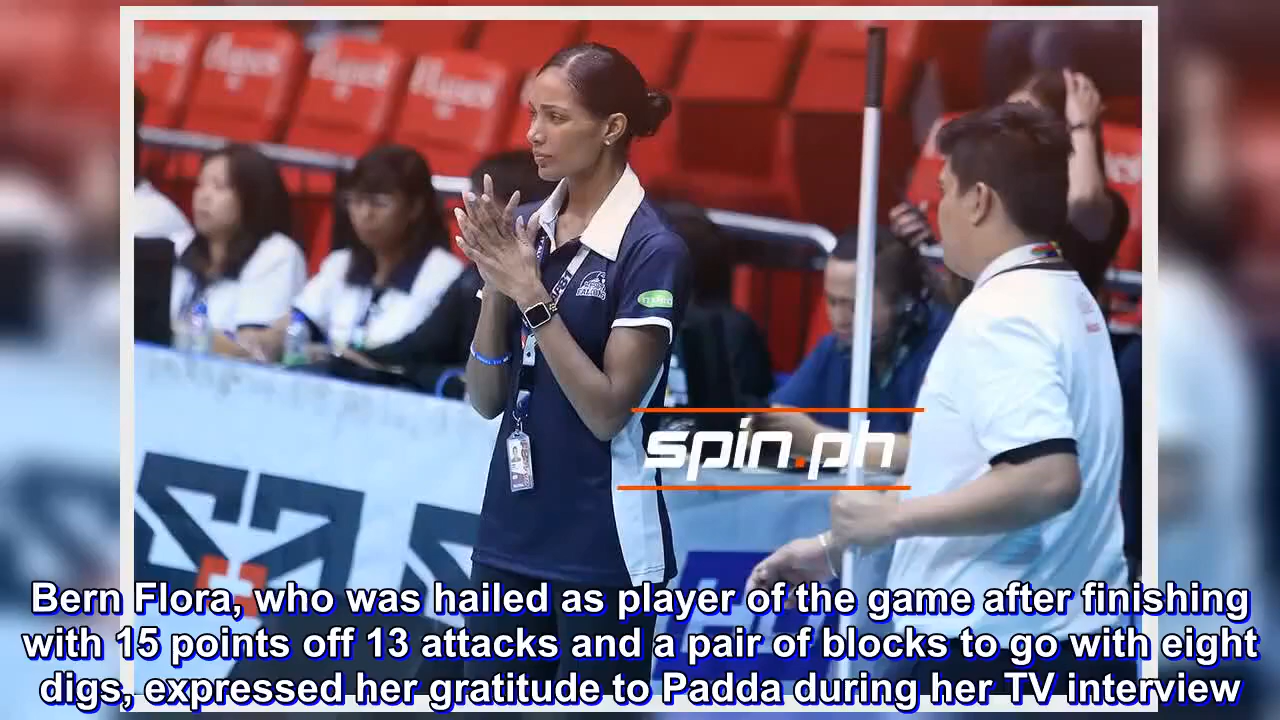 FALCONS
spin.ph
Bern Flora, who was hailed as player of the game after finishing
with 15 points off 13 attacks and a pair of blocks to go with eight
digs, expressed her gratitude to Padda during her TV interview